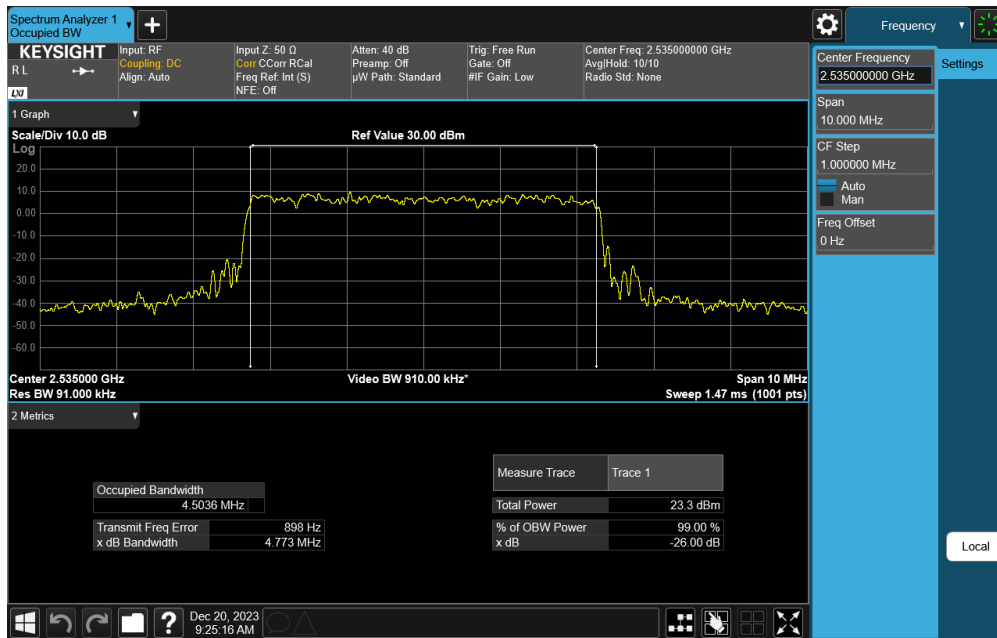 Spectrum Analyzer 1
Occupied BW
Frequency
KEYSIGHT
R L
LXI
Input: RF
Coupling: DC
Align: Auto
Input Z: 50 Ω
Corr CCorr RCal
Freq Ref: Int (S)
NFE: Off
Atten: 40 dB
Preamp: Off
µW Path: Standard
Trig: Free Run
Gate: Off
#IF Gain: Low
Center Freq: 2.535000000 GHz
Avg|Hold: 10/10
Radio Std: None
Center Frequency
2.535000000 GHz
Settings
Span
10.000 MHz
CF Step
1.000000 MHz
Auto
Man
Freq Offset
0 Hz
1 Graph
Scale/Div 10.0 dB
Ref Value 30.00 dBm
Log
20.0
10.0
0.00
-10.0
-20.0
-30.0
-40.0
-50.0
-60.0
Center 2.535000 GHz
Video BW 910.00 kHz*
Span 10 MHz
Res BW 91.000 kHz
Sweep 1.47 ms (1001 pts)
2 Metrics
Measure Trace
Trace 1
Occupied Bandwidth
4.5036 MHz
Total Power
23.3 dBm
Transmit Freq Error
898 Hz
% of OBW Power
99.00 %
x dB Bandwidth
4.773 MHz
x dB
-26.00 dB
Local
?
Dec 20, 2023
9:25:16 AM